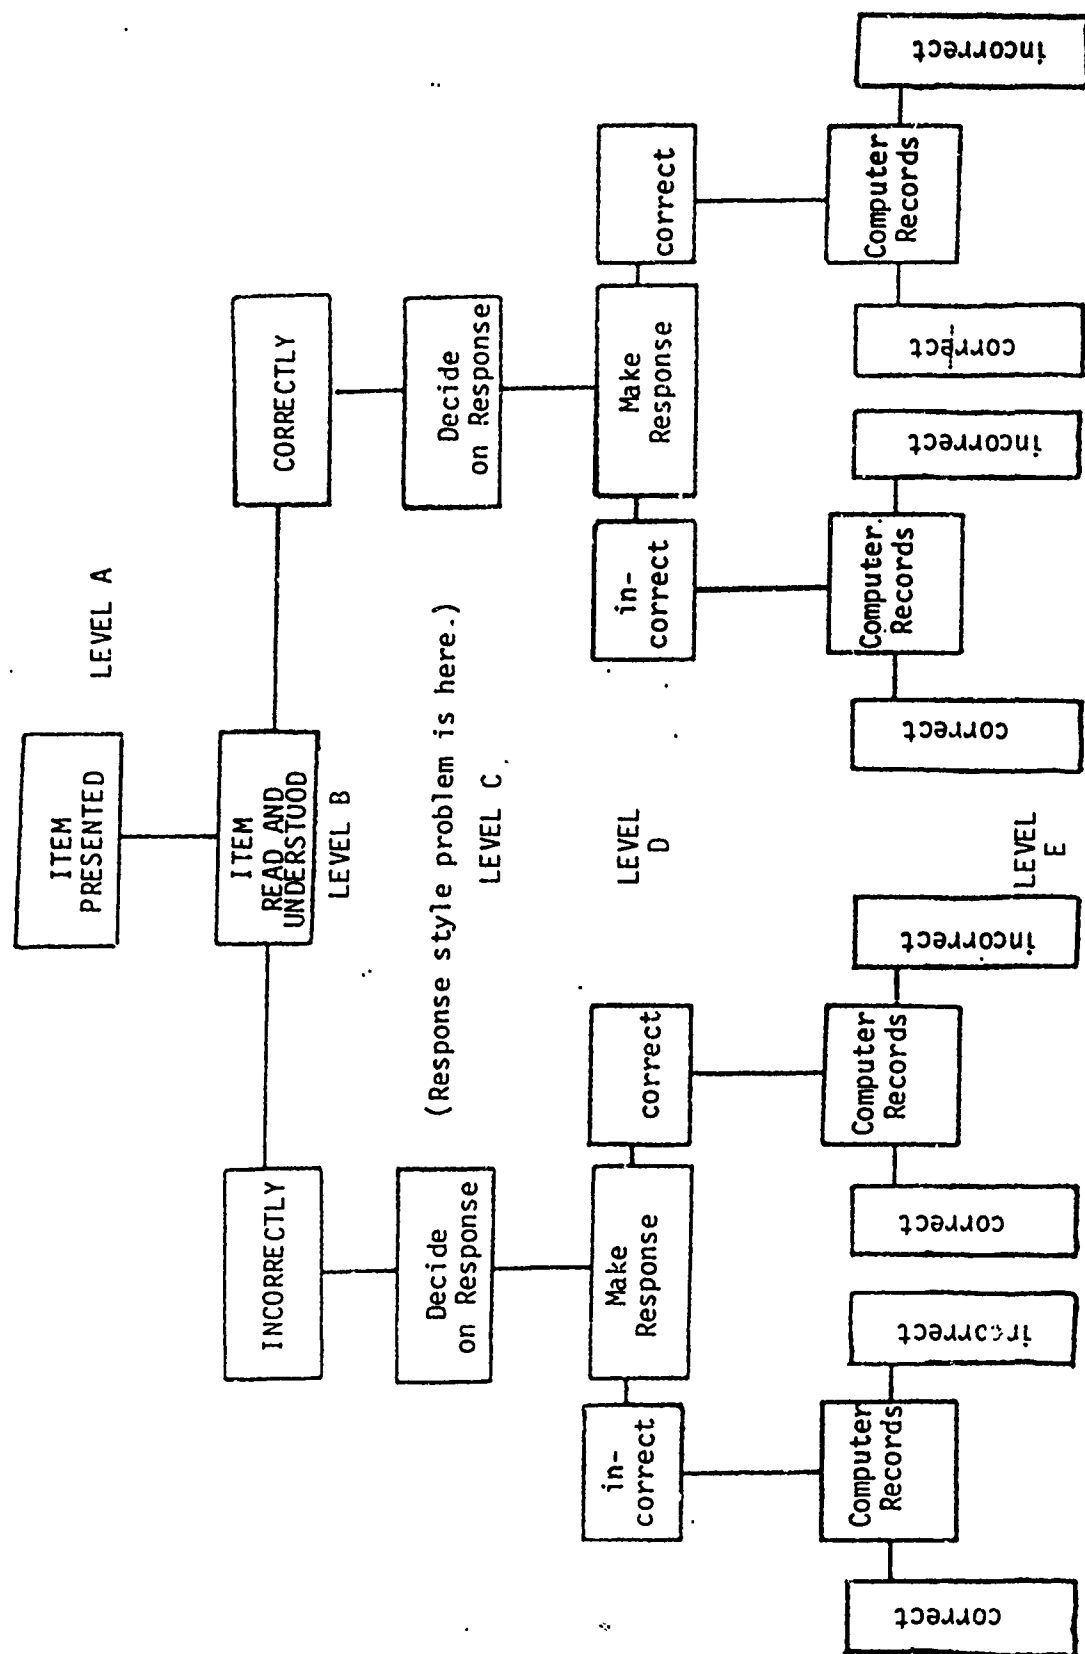 ITEM
PRESENTED
LEVEL A
ITEM
READ AND
UNDERSTUOD
LEVEL B
INCORRECTLY
CORRECTLY
Decide
on Response
(Response style problem is here.)
LEVEL C
Decide
on Response
in-
correct
Make
Response
correct
LEVEL
D
in-
correct
Make
Response
correct
Computer
Records
Computer
Records
Computer
Records
Computer
Records
correct
incorrect
correct
incorrect
LEVEL
E
correct
incorrect
correct
incorrect